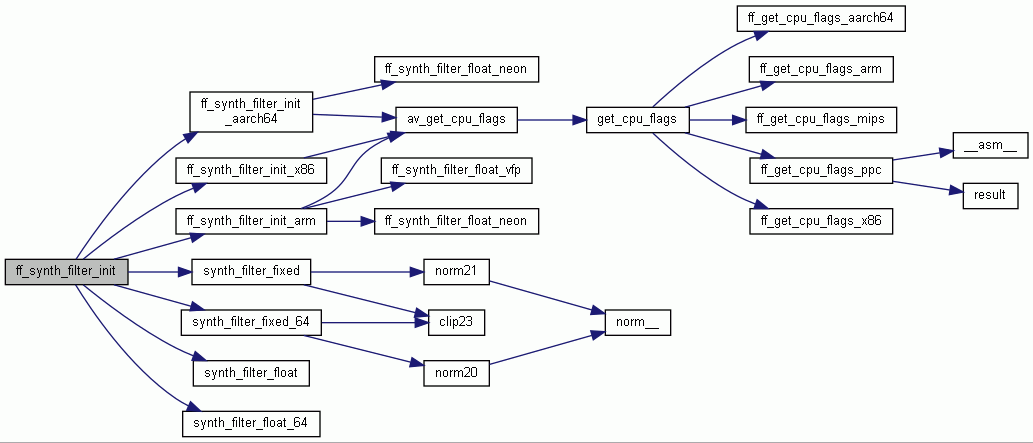 ff_get_cpu_flags_aarch64
ff_synth_filter_float_neon
ff_get_cpu_flags_arm
ff_synth_filter_init
_aarch64
av_get_cpu_flags
get_cpu_flags
ff_get_cpu_flags_mips
__asm__
ff_synth_filter_init_x86
ff_synth_filter_float_vfp
ff_get_cpu_flags_ppc
result
ff_synth_filter_init_arm
ff_synth_filter_float_neon
ff_get_cpu_flags_x86
ff_synth_filter_init
synth_filter_fixed
norm21
synth_filter_fixed_64
clip23
norm__
synth_filter_float
norm20
synth_filter_float_64